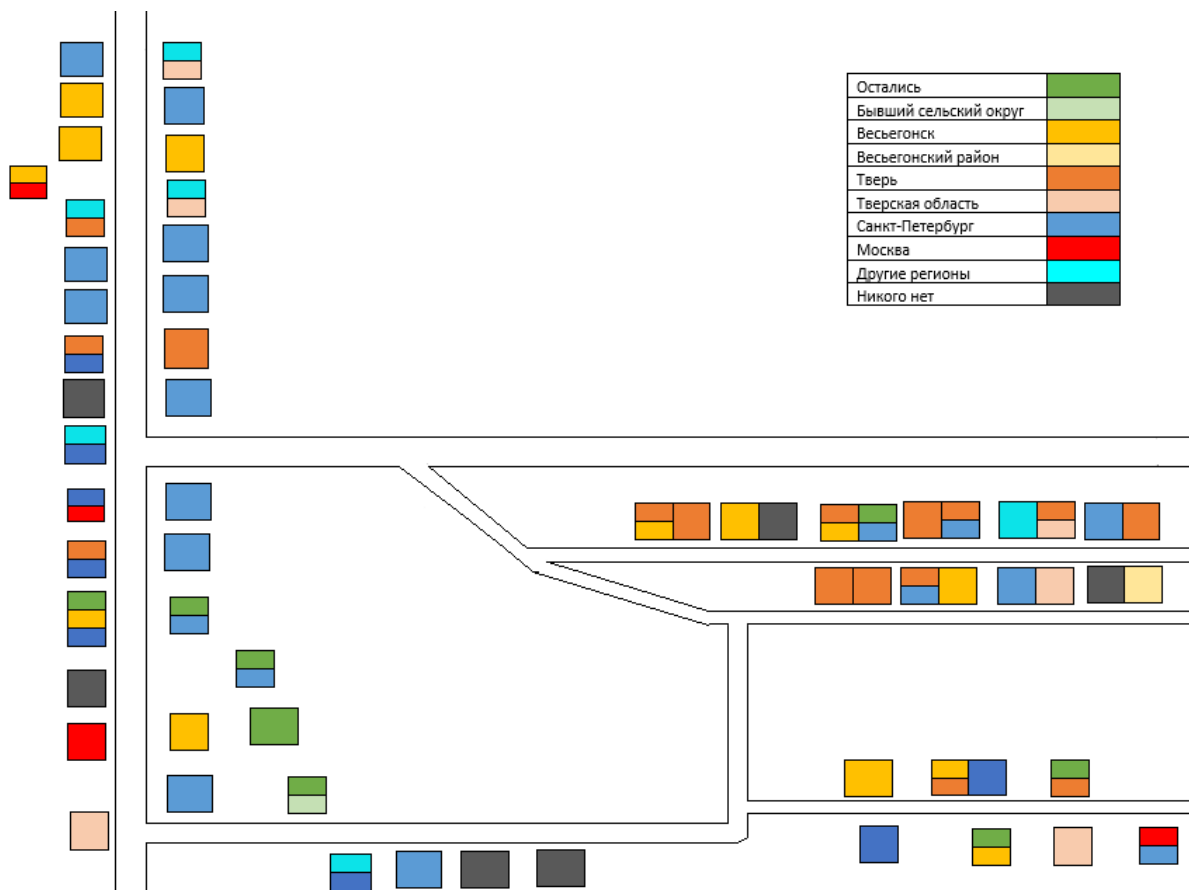 Остались
Бывший сельский округ
Весьегонск
Весьегонский район
Тверь
Тверская область
Санкт-Петербург
Москва
Другие регионы
Никого нет